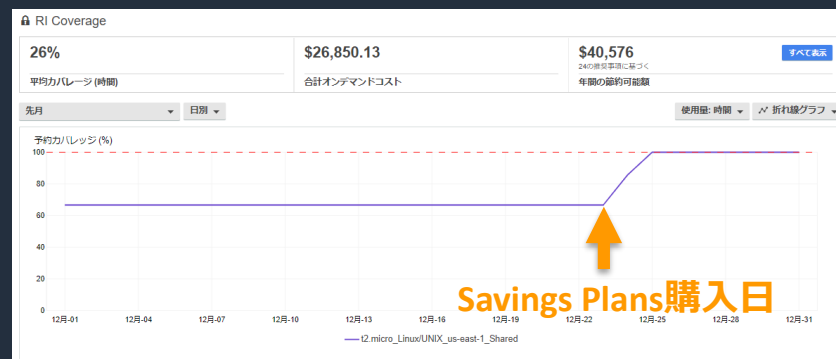 RI Coverage
26%
平均カバレージ (時間)
$26,850.13
合計オンデマンドコスト
$40,576
24の推奨事項に基づく
年間の節約可能額
すべて表示
先月
日別
使用量: 時間
折れ線グラフ
予約カバレッジ (%)
100
80
60
40
20
0
Savings Plans購入日
12月-01 12月-04 12月-07 12月-10 12月-13 12月-16 12月-19 12月-22 12月-25 12月-28 12月-31
t2.micro_Linux/UNIX_us-east-1_Shared